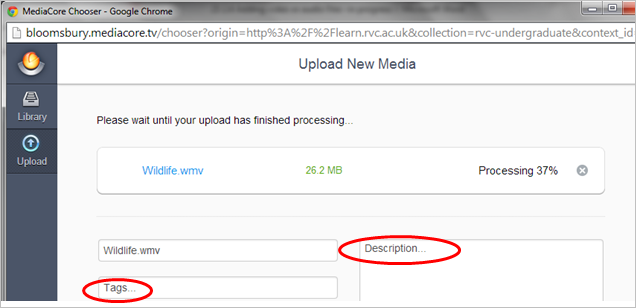 MediaCore Chooser - Google Chrome
bloomsbury.mediacore.tv/chooser?origin=http%3A%2F%2Flearn.rvc.ac.uk&collection=rvc-undergraduate&context_id
Upload New Media
Library
Upload
Please wait until your upload has finished processing...
Wildlife.wmv 26.2 MB Processing 37%
Wildlife.wmv
Description...
Tags...